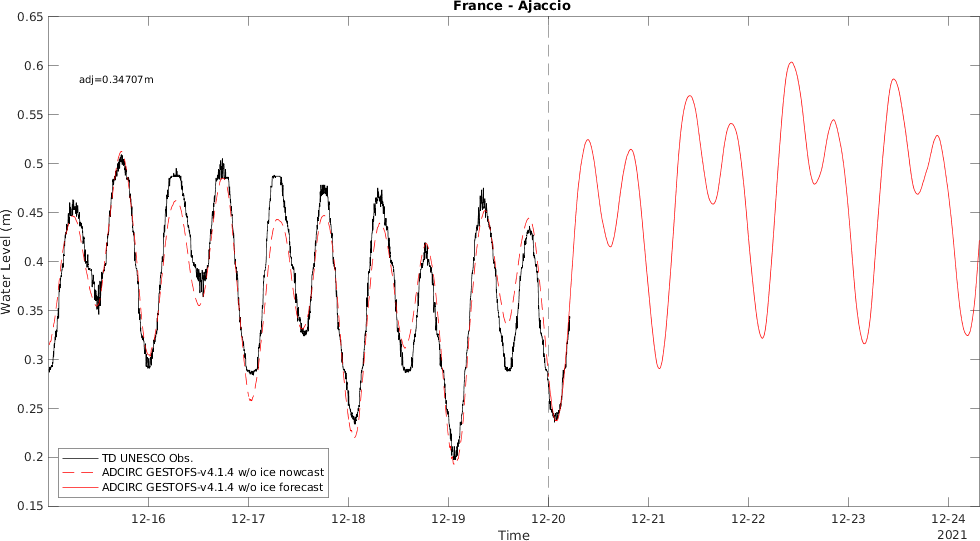 France - Ajaccio
adj=0.34707m
Water Level (m)
0.65
0.6
0.55
0.5
0.45
0.4
0.35
0.3
0.25
0.2
0.15
TD UNESCO Obs.
ADCIRC GESTOFS-v4.1.4 w/o ice nowcast
ADCIRC GESTOFS-v4.1.4 w/o ice forecast
12-16 12-17 12-18 12-19 12-20 12-21 12-22 12-23 12-24
Time
2021